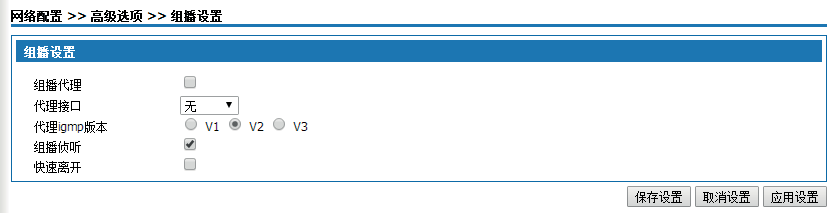 网络配置 >> 高级选项 >> 组播设置
组播设置
组播代理
代理接口 无
代理igmp版本 V1 V2 V3
组播侦听
快速离开
保存设置 取消设置 应用设置